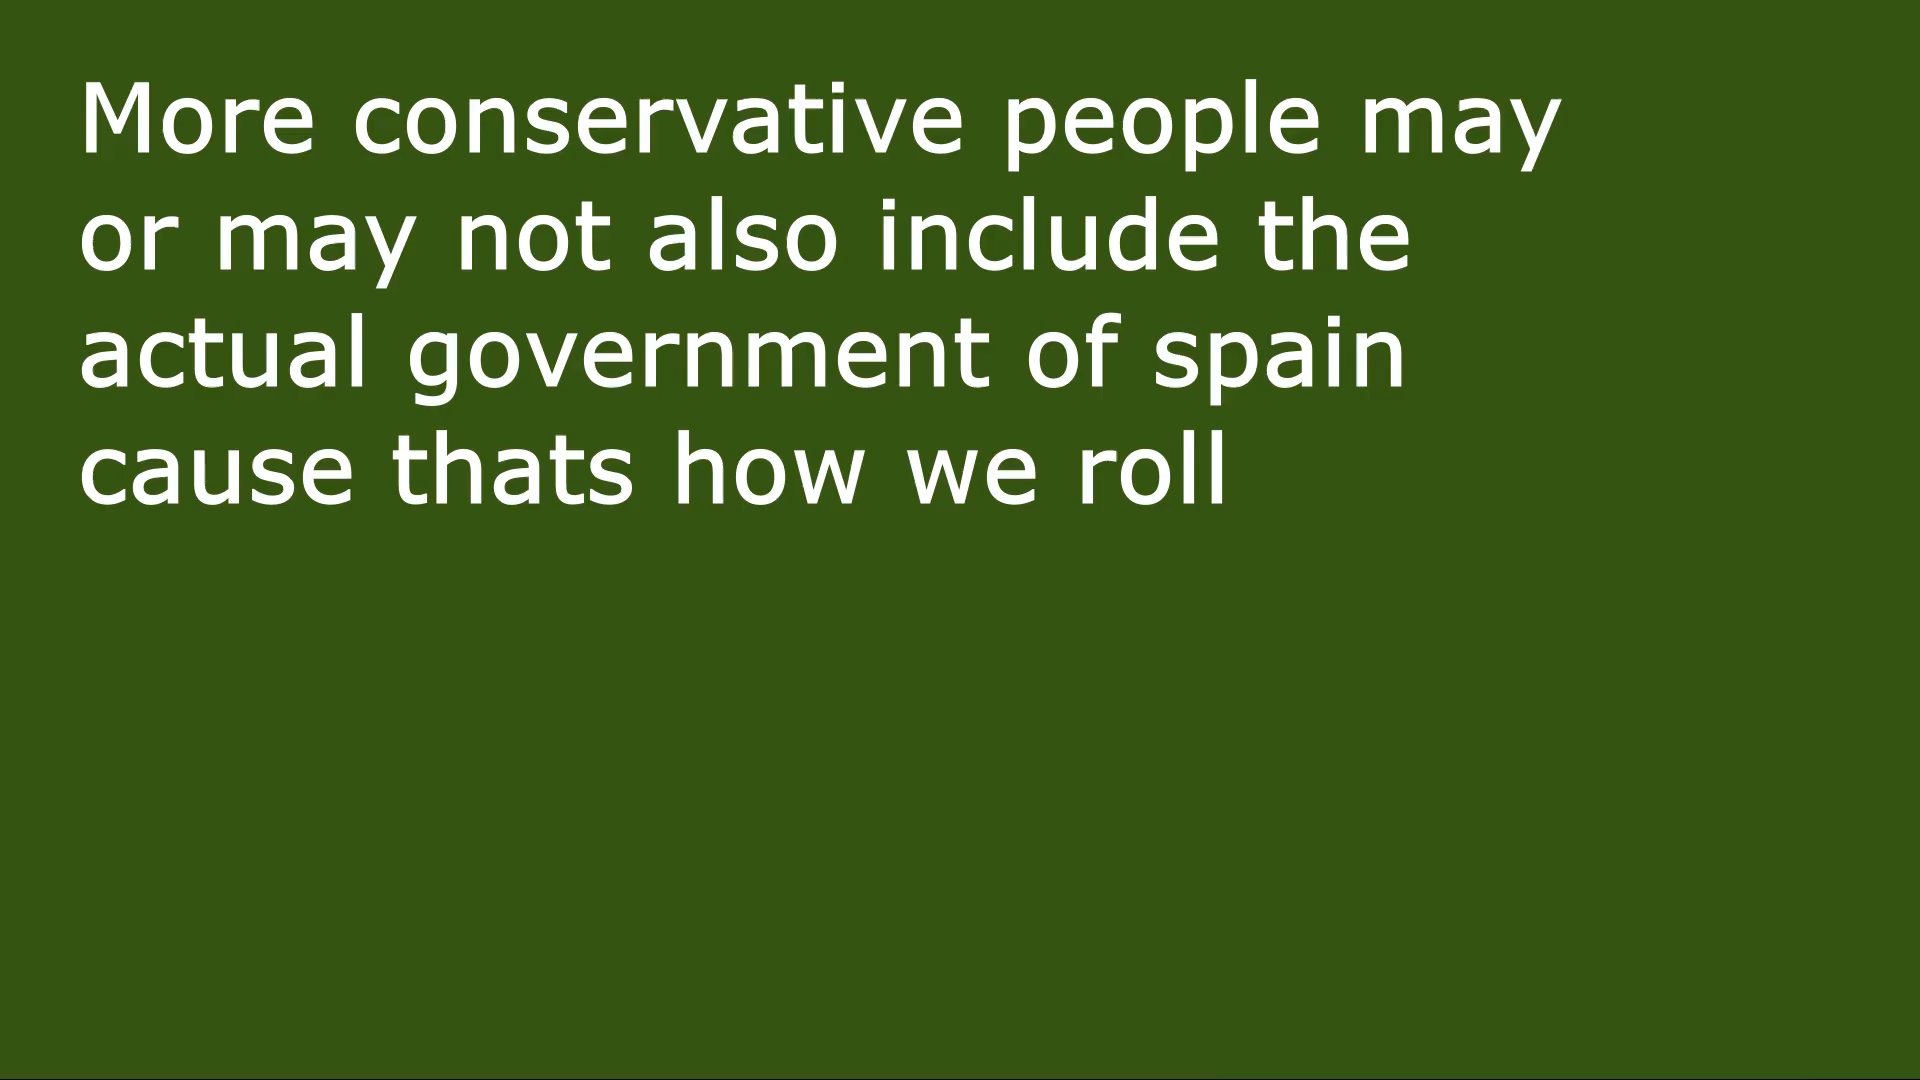 More conservative people may
or may not also include the
actual government of spain
cause thats how we roll